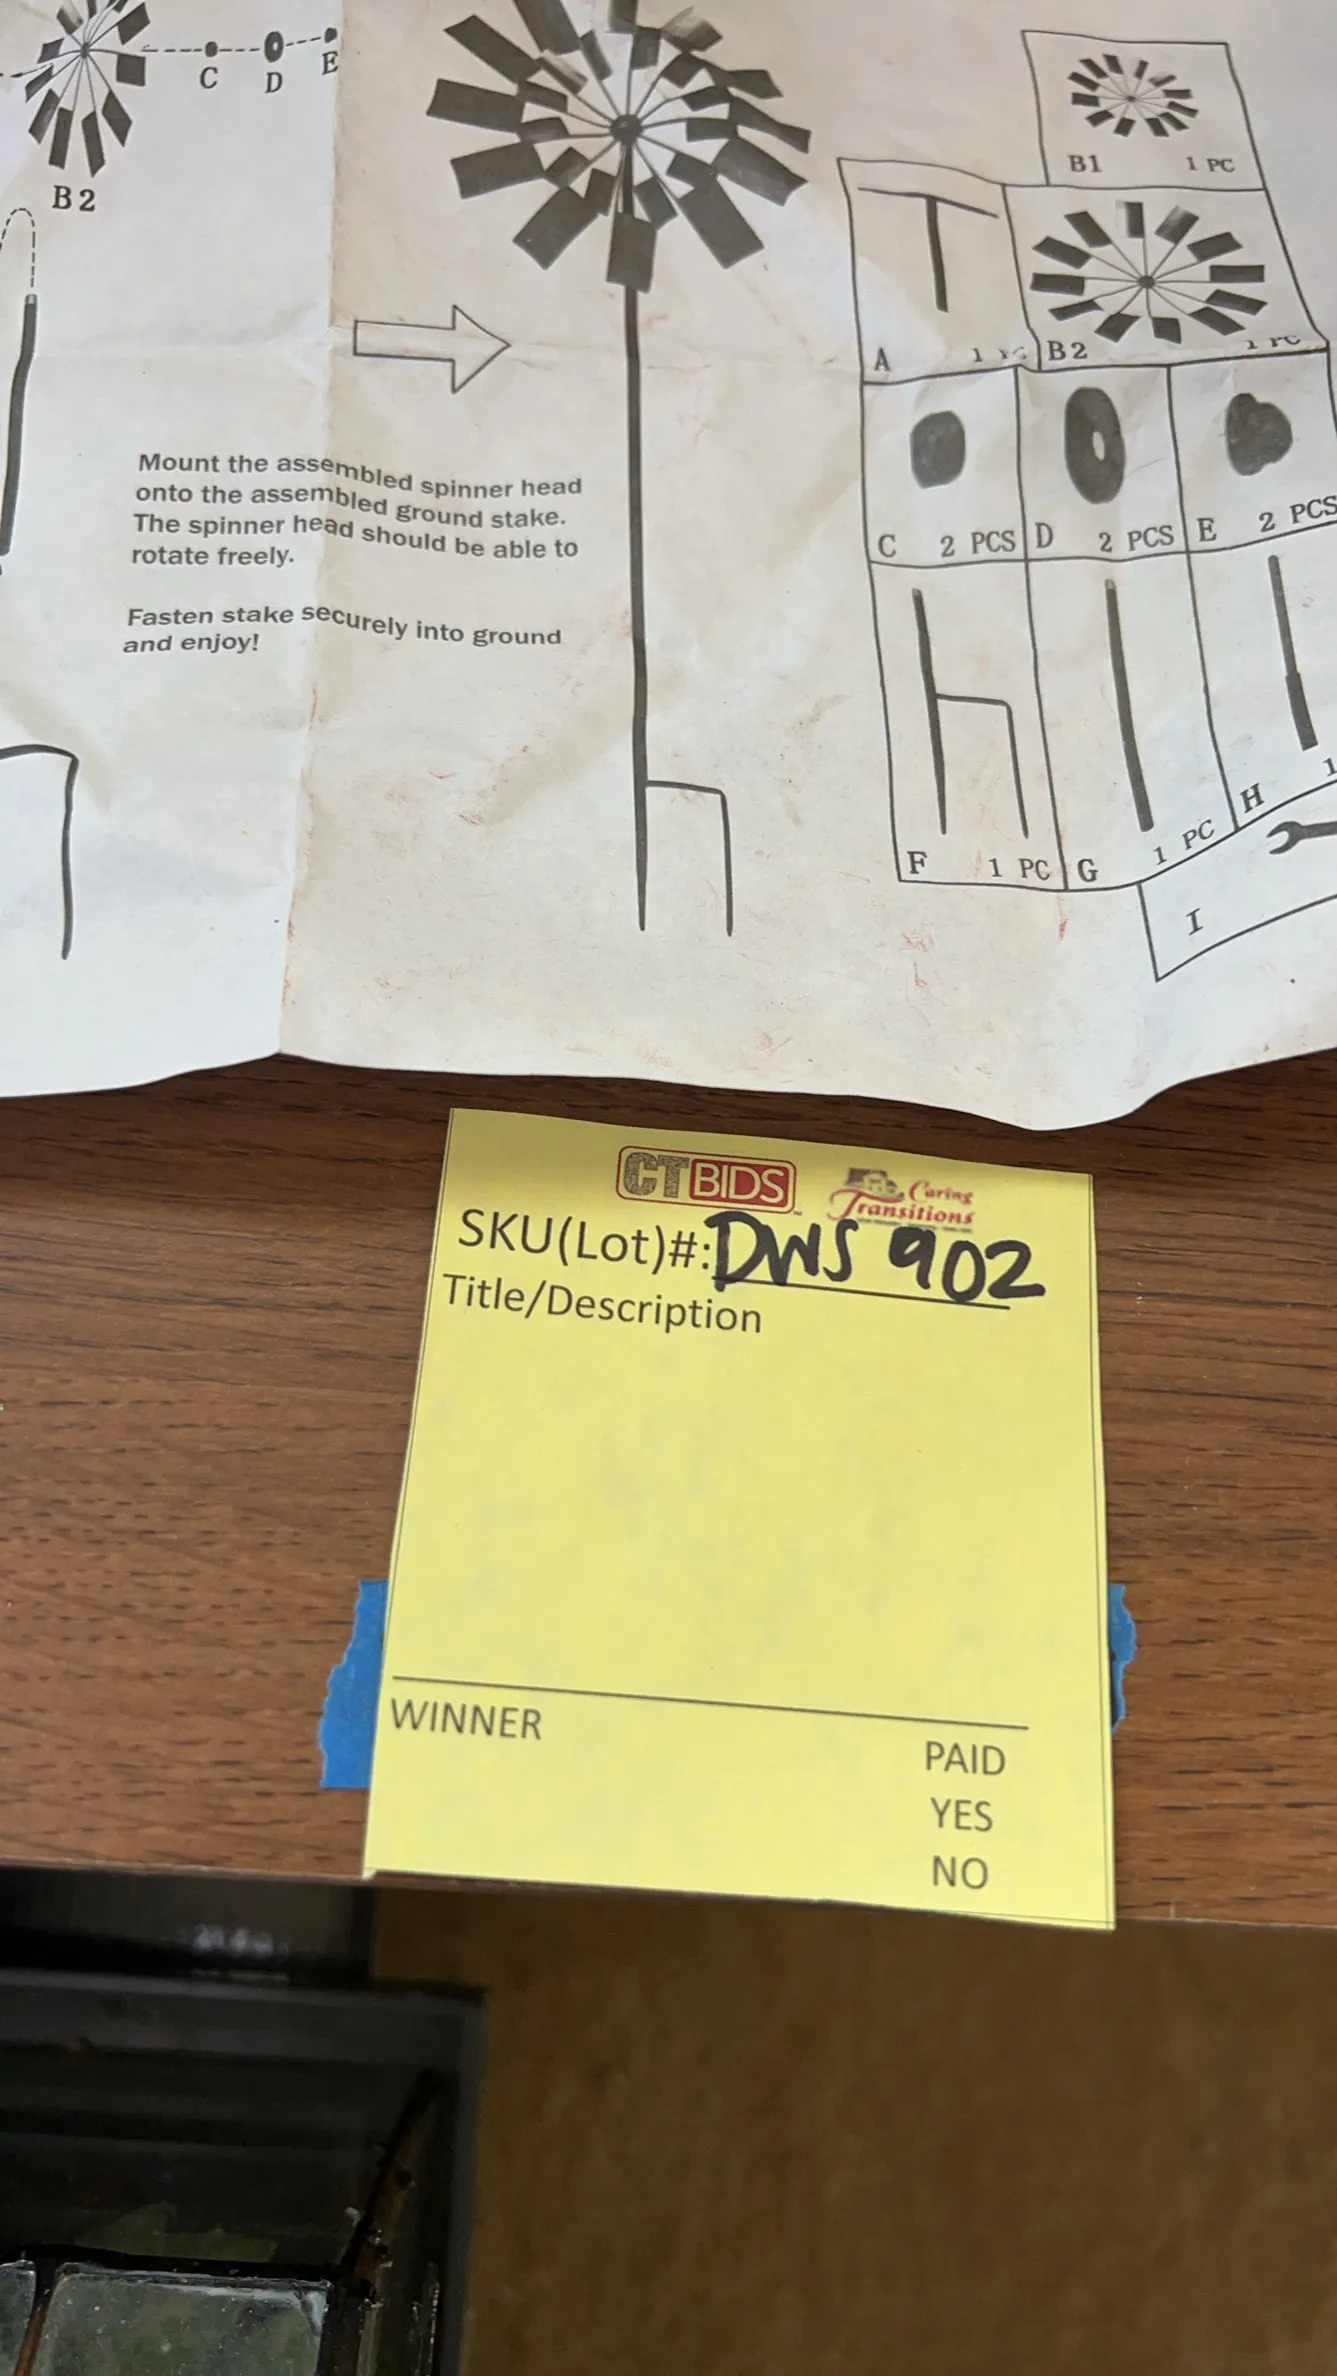 C D E
B2
Mount the assembled spinner head
onto the assembled ground stake.
The spinner head should be able to
rotate freely.
Fasten stake securely into ground
and enjoy!
B1 1 PC
A B2
C 2 PCS D 2 PCS E 2 PCS
F 1 PC G 1 PC H 1
I
CTBIDS™ Caring Transitions
SKU(Lot)#: DWS 902
Title/Description
WINNER
PAID
YES
NO